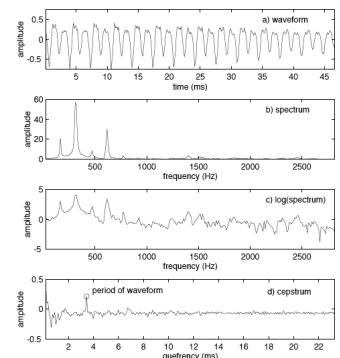 a) waveform
amplitude
0.5
0
-0.5
5 10 15 20 25 30 35 40 45
time (ms)
b) spectrum
amplitude
60
40
20
0
500 1000 1500 2000 2500
frequency (Hz)
c) log(spectrum)
amplitude
5
0
-5
500 1000 1500 2000 2500
frequency (Hz)
period of waveform
d) cepstrum
amplitude
0.5
0
-0.5
2 4 6 8 10 12 14 16 18 20 22
quefrency (ms)